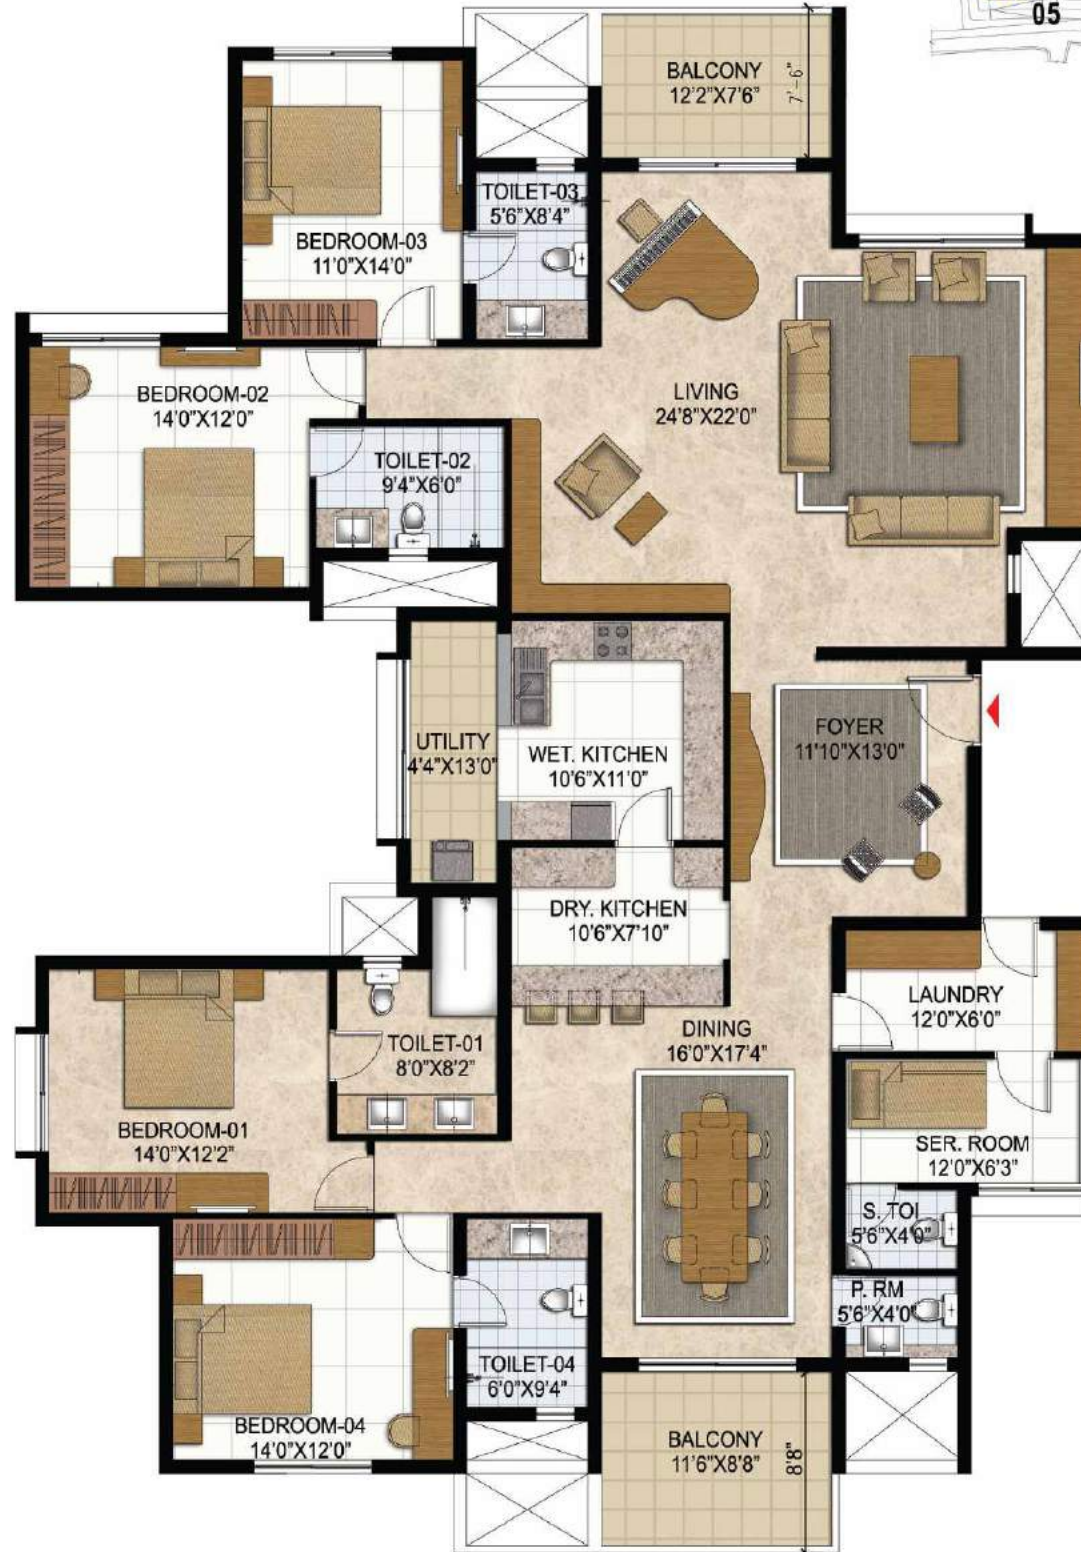 05
BALCONY
12'2"X7'6"
7'-6"
TOILET-03
5'6"X8'4"
BEDROOM-03
11'0"X14'0"
BEDROOM-02
14'0"X12'0"
LIVING
24'8"X22'0"
TOILET-02
9'4"X6'0"
FOYER
11'10"X13'0"
UTILITY
4'4"X13'0"
WET. KITCHEN
10'6"X11'0"
DRY. KITCHEN
10'6"X7'10"
LAUNDRY
12'0"X6'0"
DINING
16'0"X17'4"
TOILET-01
8'0"X8'2"
BEDROOM-01
14'0"X12'2"
SER. ROOM
12'0"X6'3"
S. TOI
5'6"X4'0"
P. RM
5'6"X4'0"
TOILET-04
6'0"X9'4"
BEDROOM-04
14'0"X12'0"
BALCONY
11'6"X8'8"
8'8"